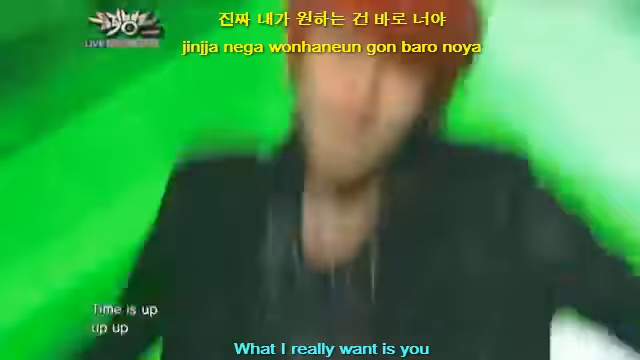 진짜 내가 원하는 건 바로 너야
jinjja nega wonhaneun gon baro noya
LIVE
Time is up
up up
What I really want is you